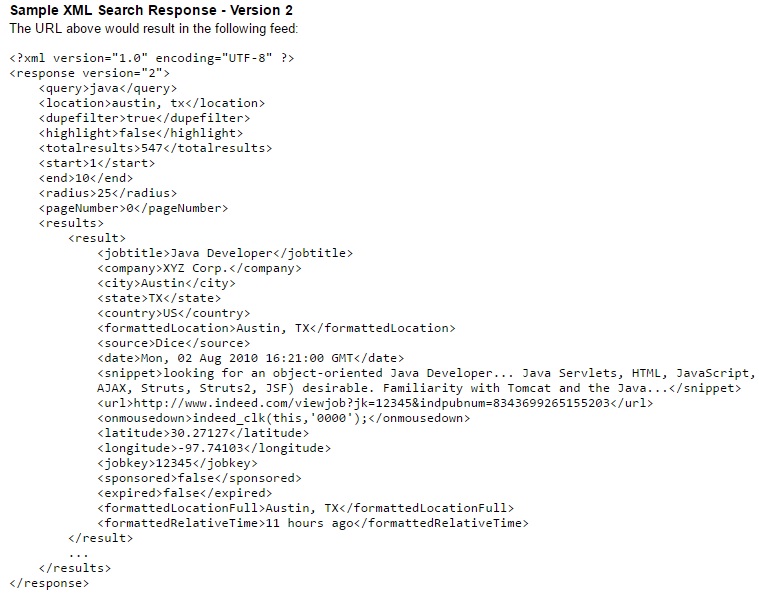 Sample XML Search Response - Version 2
The URL above would result in the following feed:
<?xml version="1.0" encoding="UTF-8" ?>
<response version="2">
    <query>java</query>
    <location>austin, tx</location>
    <dupefilter>true</dupefilter>
    <highlight>false</highlight>
    <totalresults>547</totalresults>
    <start>1</start>
    <end>10</end>
    <radius>25</radius>
    <pageNumber>0</pageNumber>
    <results>
        <result>
            <jobtitle>Java Developer</jobtitle>
            <company>XYZ Corp.</company>
            <city>Austin</city>
            <state>TX</state>
            <country>US</country>
            <formattedLocation>Austin, TX</formattedLocation>
            <source>Dice</source>
            <date>Mon, 02 Aug 2010 16:21:00 GMT</date>
            <snippet>looking for an object-oriented Java Developer... Java Servlets, HTML, JavaScript,
            AJAX, Struts, Struts2, JSF) desirable. Familiarity with Tomcat and the Java...</snippet>
            <url>http://www.indeed.com/viewjob?jk=12345&indpubnum=8343699265155203</url>
            <onmousedown>indeed_clk(this,'0000');</onmousedown>
            <latitude>30.27127</latitude>
            <longitude>-97.74103</longitude>
            <jobkey>12345</jobkey>
            <sponsored>false</sponsored>
            <expired>false</expired>
            <formattedLocationFull>Austin, TX</formattedLocationFull>
            <formattedRelativeTime>11 hours ago</formattedRelativeTime>
        </result>
        ...
    </results>
</response>